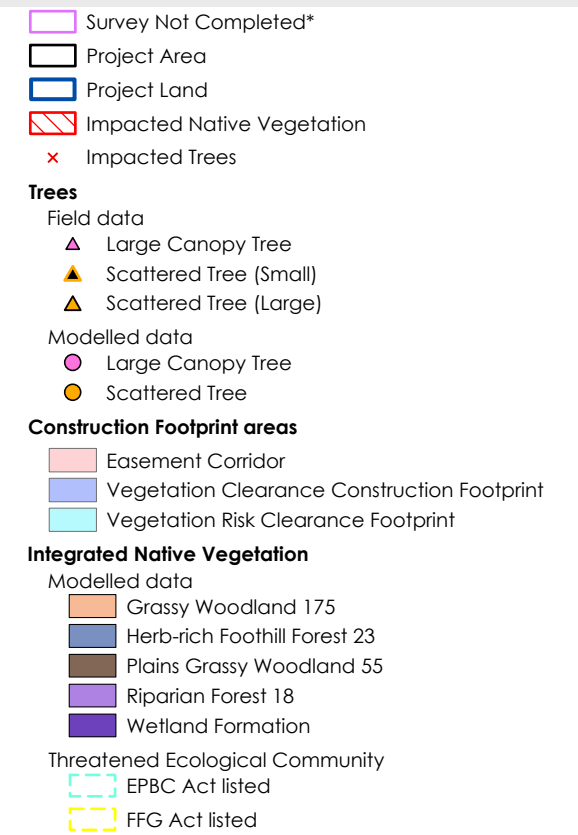 Survey Not Completed*
Project Area
Project Land
Impacted Native Vegetation
Impacted Trees
Trees
Field data
Large Canopy Tree
Scattered Tree (Small)
Scattered Tree (Large)
Modelled data
Large Canopy Tree
Scattered Tree
Construction Footprint areas
Easement Corridor
Vegetation Clearance Construction Footprint
Vegetation Risk Clearance Footprint
Integrated Native Vegetation
Modelled data
Grassy Woodland 175
Herb-rich Foothill Forest 23
Plains Grassy Woodland 55
Riparian Forest 18
Wetland Formation
Threatened Ecological Community
EPBC Act listed
FFG Act listed